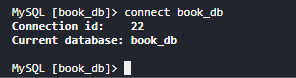 MySQL [book_db]> connect book_db
Connection id:    22
Current database: book_db

MySQL [book_db]>